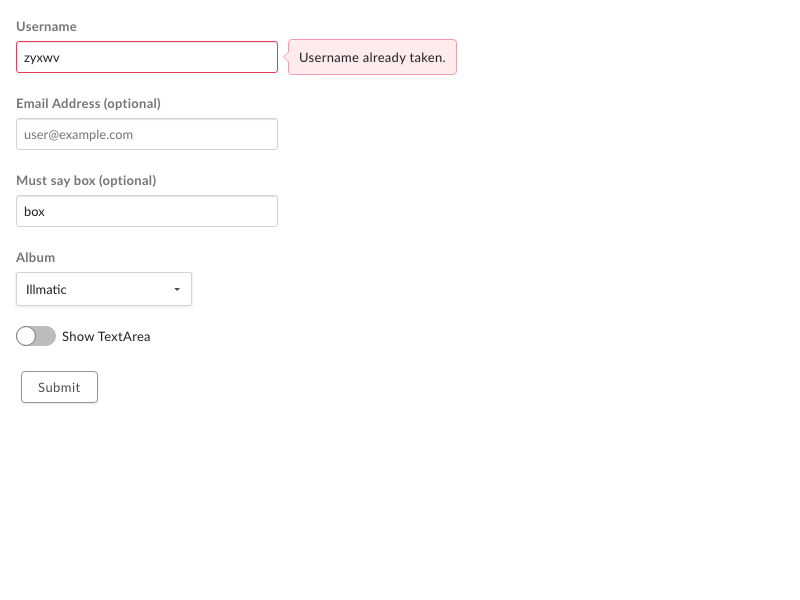 Username
zyxwv
Username already taken.
Email Address (optional)
user@example.com
Must say box (optional)
box
Album
Illmatic
Show TextArea
Submit